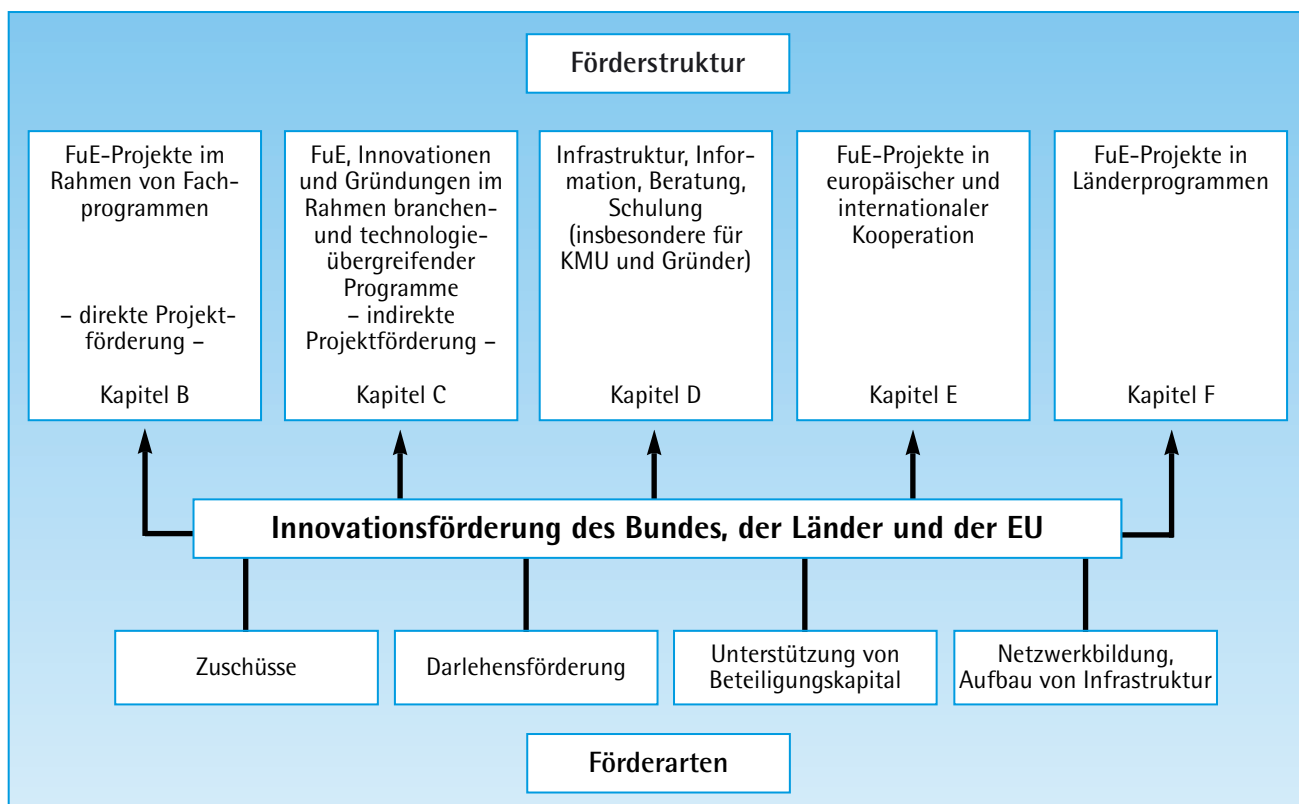 Förderstruktur
FuE-Projekte im
Rahmen von Fach-
programmen
– direkte Projekt-
förderung –
Kapitel B
FuE, Innovationen
und Gründungen im
Rahmen branchen-
und technologie-
übergreifender
Programme
– indirekte
Projektförderung –
Kapitel C
Infrastruktur, Infor-
mation, Beratung,
Schulung
(insbesondere für
KMU und Gründer)
Kapitel D
FuE-Projekte in
europäischer und
internationaler
Kooperation
Kapitel E
FuE-Projekte in
Länderprogrammen
Kapitel F
Innovationsförderung des Bundes, der Länder und der EU
Zuschüsse
Darlehensförderung
Unterstützung von
Beteiligungskapital
Netzwerkbildung,
Aufbau von Infrastruktur
Förderarten